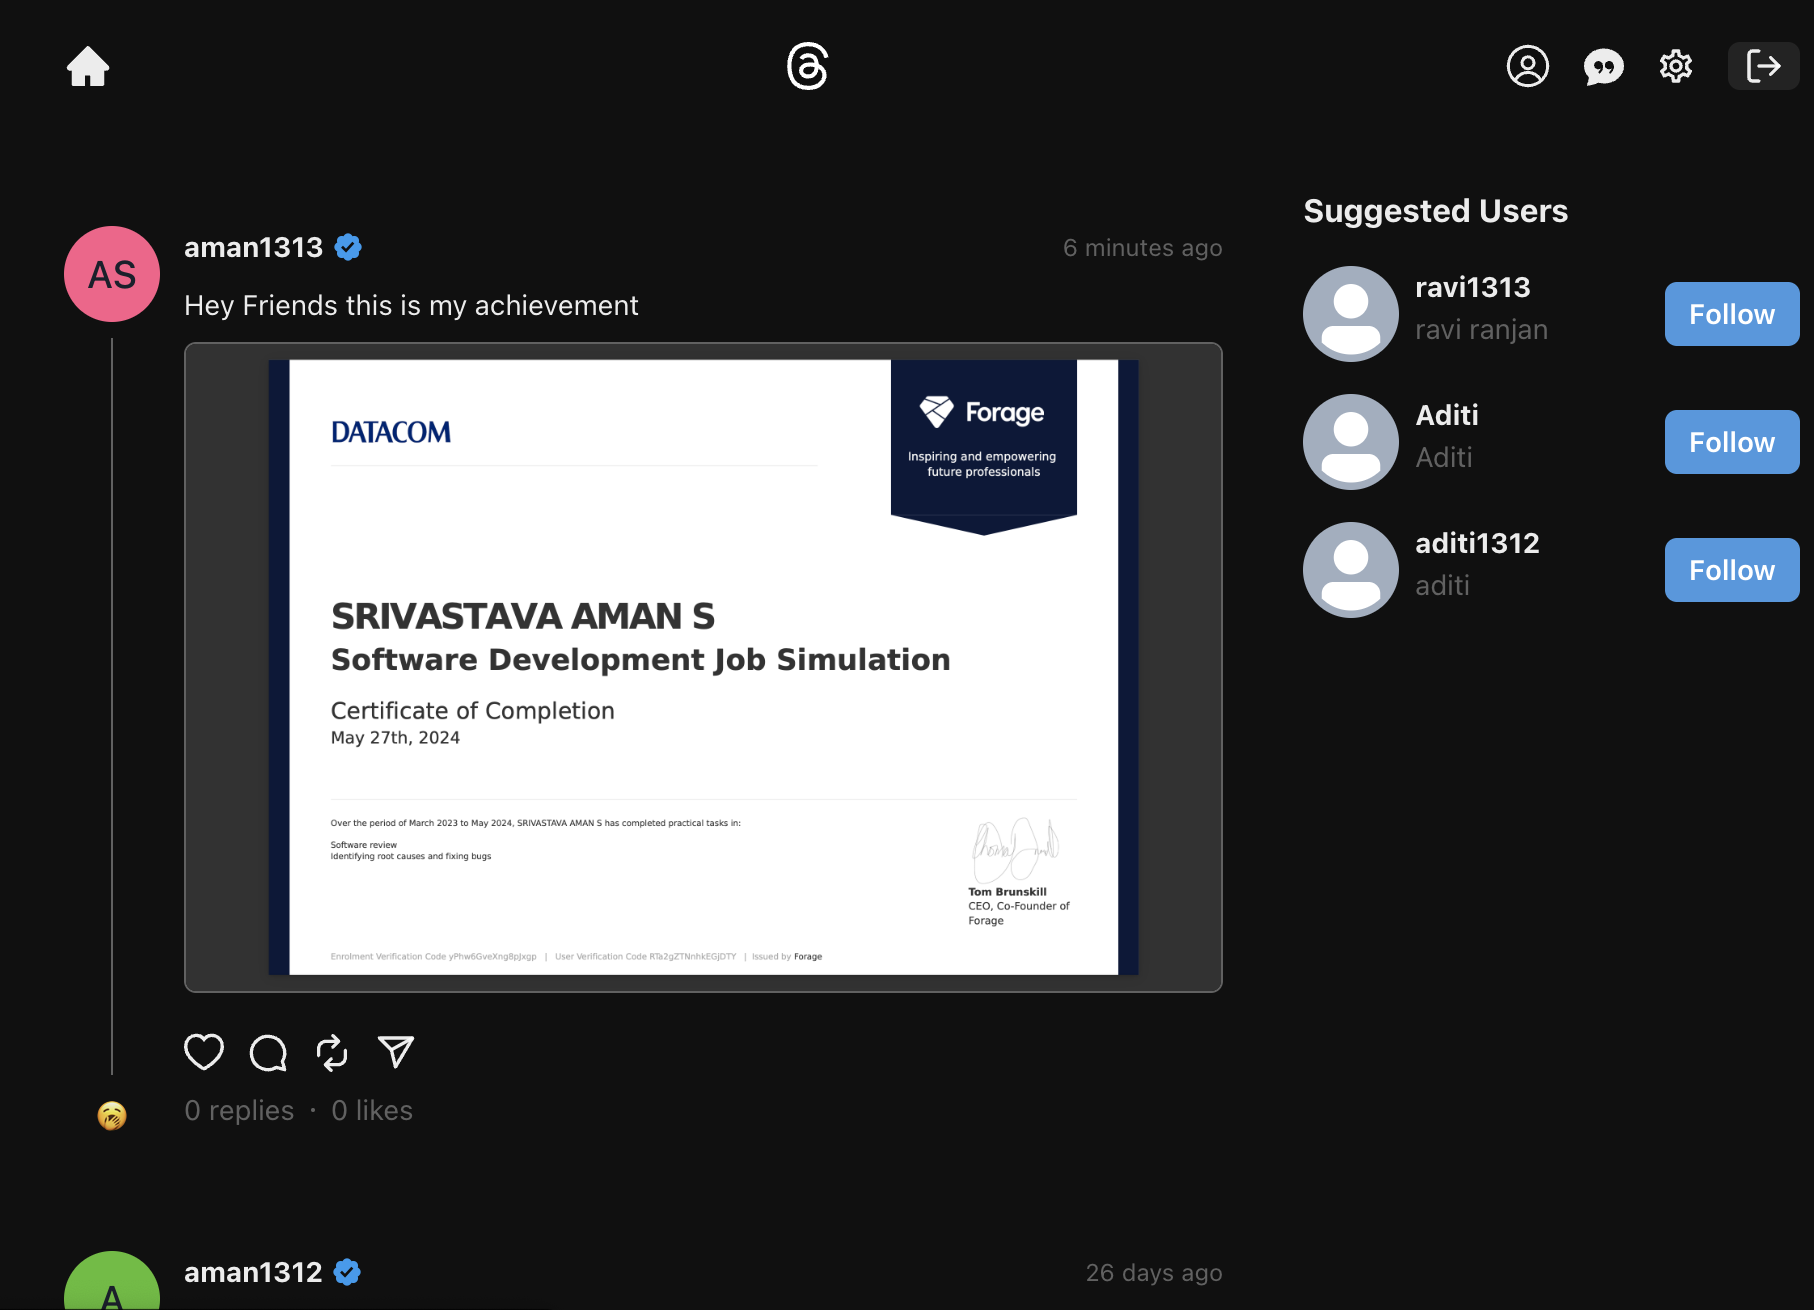 AS
aman1313
6 minutes ago
Hey Friends this is my achievement
DATACOM
Forage
Inspiring and empowering
future professionals
SRIVASTAVA AMAN S
Software Development Job Simulation
Certificate of Completion
May 27th, 2024
Over the period of March 2023 to May 2024, SRIVASTAVA AMAN S has completed practical tasks in:
Software review
Identifying root causes and fixing bugs
Tom Brunskill
CEO, Co-Founder of
Forage
Enrolment Verification Code yPhw6GveXng8pJxgp | User Verification Code RTa2gZTNnhkEGjDTY | Issued by Forage
0 replies · 0 likes
A
aman1312
26 days ago
Suggested Users
ravi1313
ravi ranjan
Follow
Aditi
Aditi
Follow
aditi1312
aditi
Follow